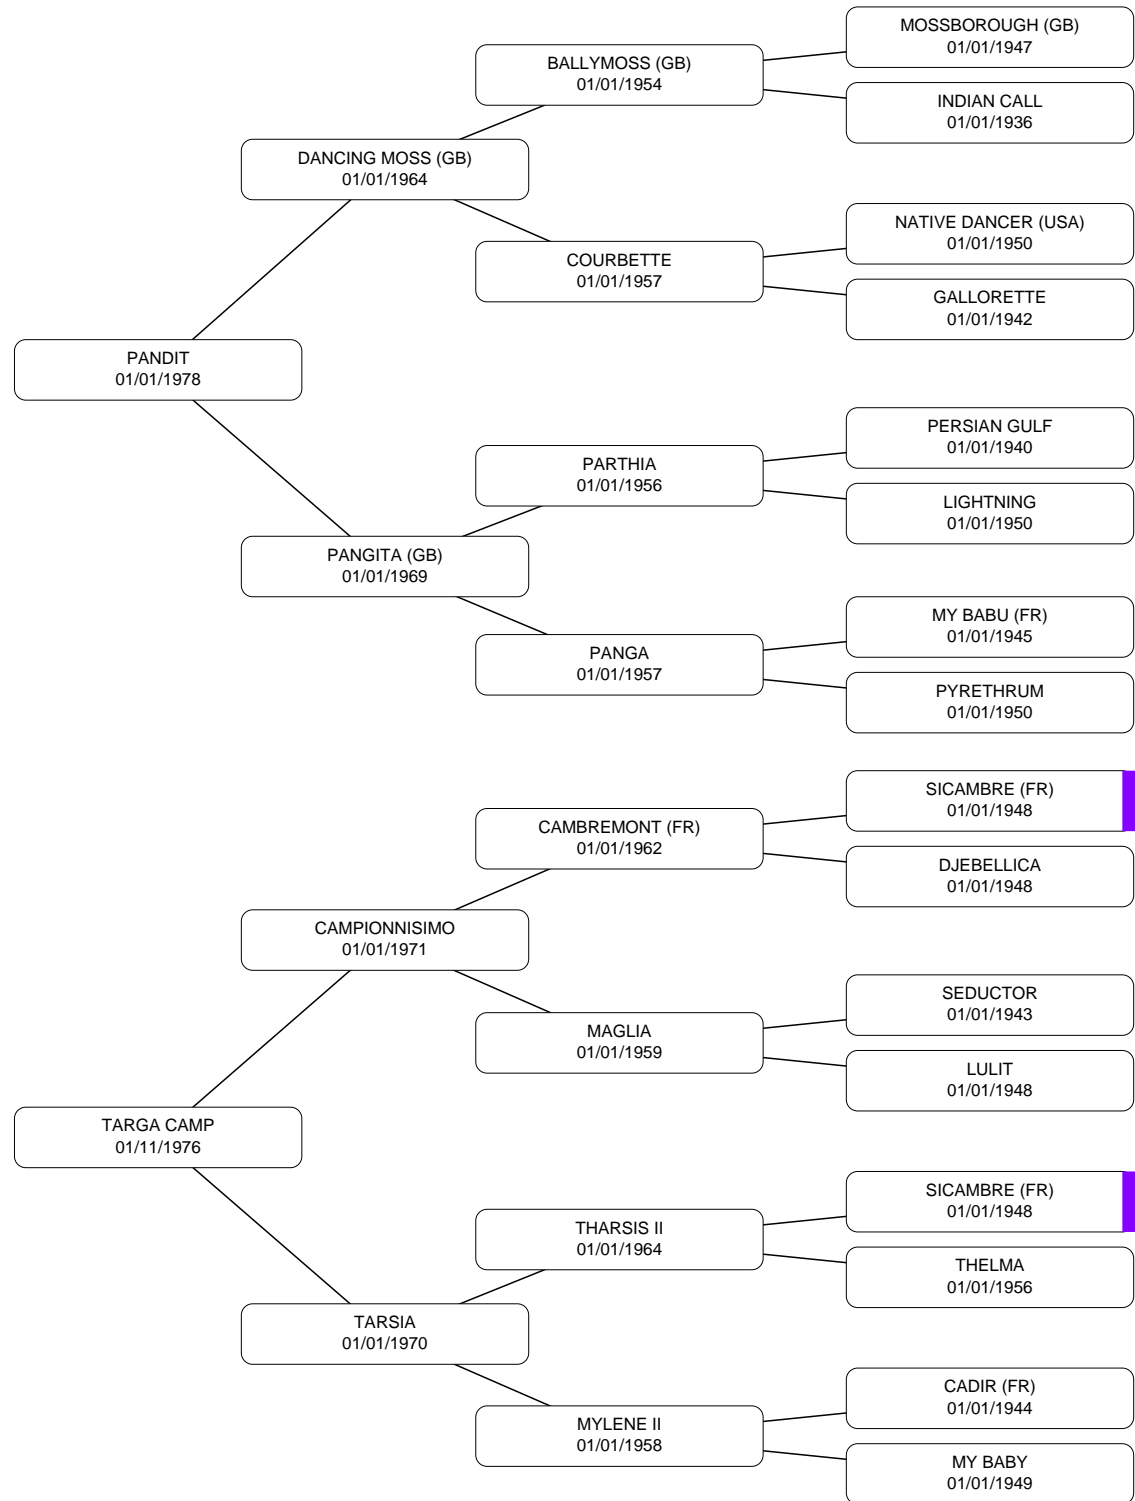 MOSSBOROUGH (GB)
01/01/1947
BALLYMOSS (GB)
01/01/1954
INDIAN CALL
01/01/1936
DANCING MOSS (GB)
01/01/1964
NATIVE DANCER (USA)
01/01/1950
COURBETTE
01/01/1957
GALLORETTE
01/01/1942
PANDIT
01/01/1978
PERSIAN GULF
01/01/1940
PARTHIA
01/01/1956
LIGHTNING
01/01/1950
PANGITA (GB)
01/01/1969
MY BABU (FR)
01/01/1945
PANGA
01/01/1957
PYRETHRUM
01/01/1950
SICAMBRE (FR)
01/01/1948
CAMBREMONT (FR)
01/01/1962
DJEBELLICA
01/01/1948
CAMPIONNISIMO
01/01/1971
SEDUCTOR
01/01/1943
MAGLIA
01/01/1959
LULIT
01/01/1948
TARGA CAMP
01/11/1976
SICAMBRE (FR)
01/01/1948
THARSIS II
01/01/1964
THELMA
01/01/1956
TARSIA
01/01/1970
CADIR (FR)
01/01/1944
MYLENE II
01/01/1958
MY BABY
01/01/1949